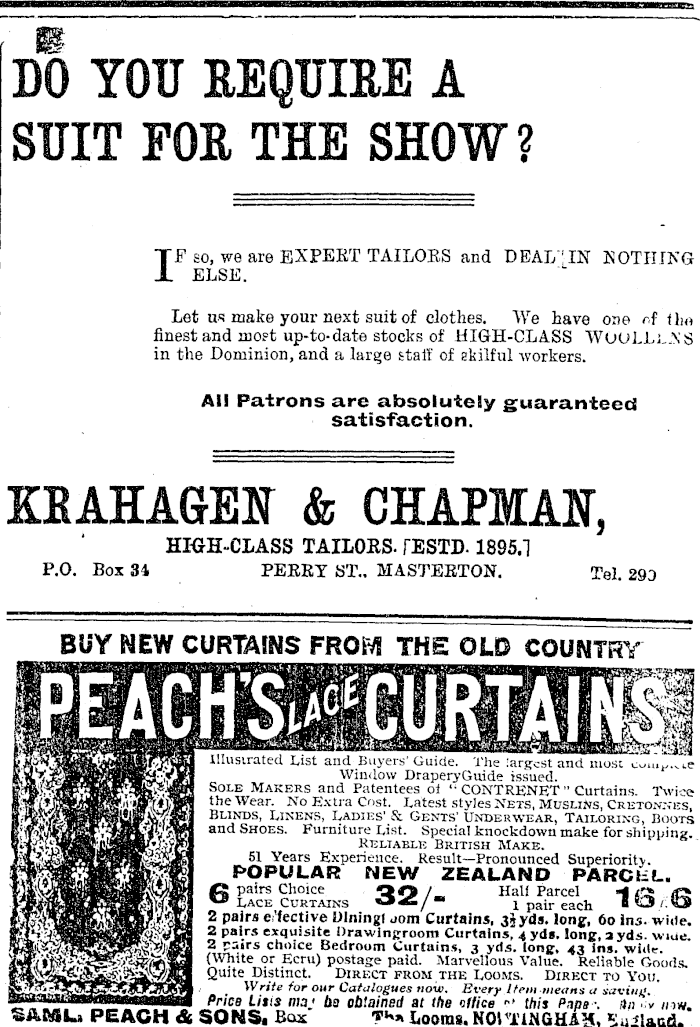 DO YOU REQUIRE A
SUIT FOR THE SHOW?
IF so, we are EXPERT TAILORS and DEAL IN NOTHING
ELSE.
Let us make your next suit of clothes. We have one of the
finest and most up-to-date stocks of HIGH-CLASS WOOLLENS
in the Dominion, and a large staff of skilful workers.
All Patrons are absolutely guaranteed
satisfaction.
KRAHAGEN & CHAPMAN,
HIGH-CLASS TAILORS. [ESTD. 1895.]
P.O. Box 34 PERRY ST., MASTERTON. Tel. 290
BUY NEW CURTAINS FROM THE OLD COUNTRY
PEACH'S LACE CURTAINS
Illustrated List and Buyers' Guide. The largest and most complete
Window Drapery Guide issued.
SOLE MAKERS and Patentees of "CONTRENET" Curtains. Twice
the Wear. No Extra Cost. Latest styles NETS, MUSLINS, CRETONNES,
BLINDS, LINENS, LADIES' & GENTS' UNDERWEAR, TAILORING, BOOTS
and SHOES. Furniture List. Special knockdown make for shipping.
RELIABLE BRITISH MAKE.
51 Years Experience. Result—Pronounced Superiority.
POPULAR NEW ZEALAND PARCEL.
6 pairs Choice LACE CURTAINS 32/- Half Parcel 1 pair each 16/6
2 pairs effective Diningroom Curtains, 3½ yds. long, 60 ins. wide.
2 pairs exquisite Drawingroom Curtains, 4 yds. long, 2 yds. wide.
2 pairs choice Bedroom Curtains, 3 yds. long, 43 ins. wide.
(White or Ecru) postage paid. Marvellous Value. Reliable Goods.
Quite Distinct. DIRECT FROM THE LOOMS. DIRECT TO YOU.
Write for our Catalogues now. Every Item means a saving.
Price Lists may be obtained at the office of this Paper. now.
SAML. PEACH & SONS, Box The Looms, NOTTINGHAM, England.